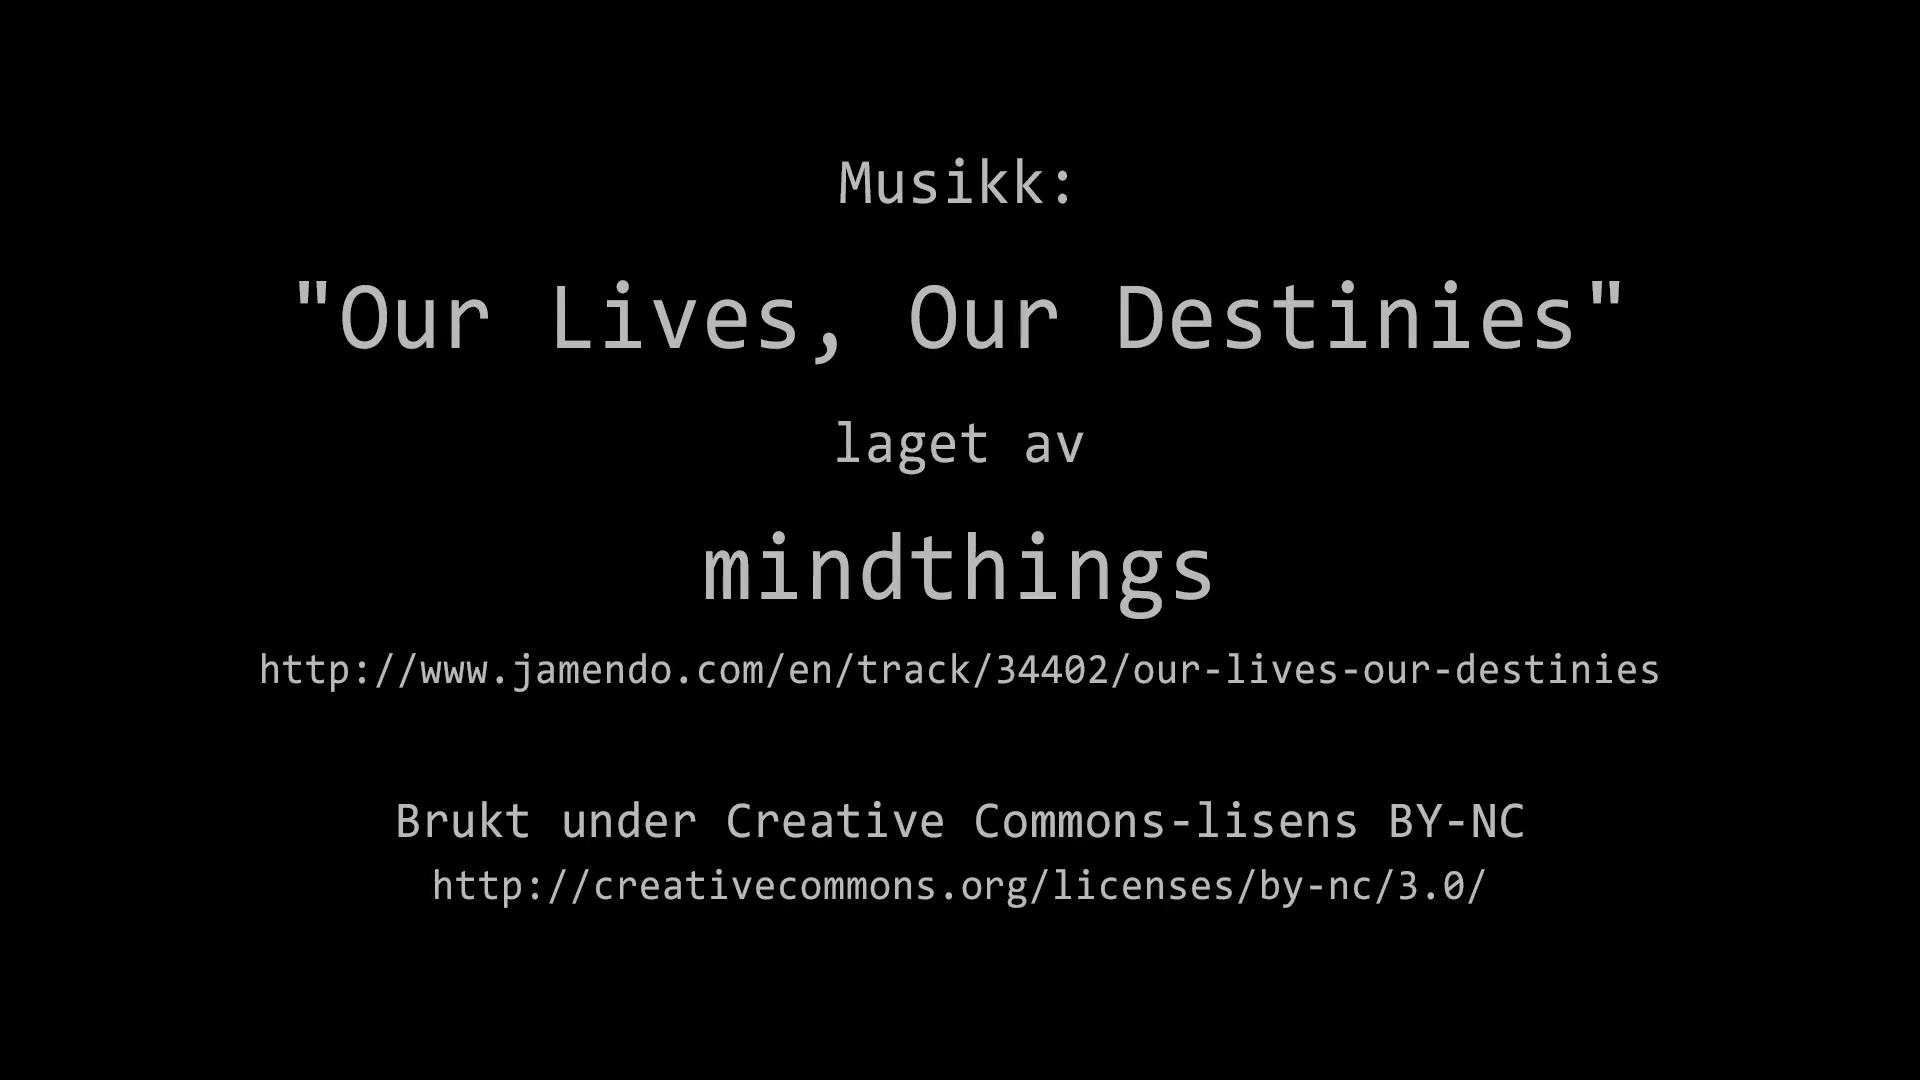 Musikk:
"Our Lives, Our Destinies"
laget av
mindthings
http://www.jamendo.com/en/track/34402/our-lives-our-destinies
Brukt under Creative Commons-lisens BY-NC
http://creativecommons.org/licenses/by-nc/3.0/